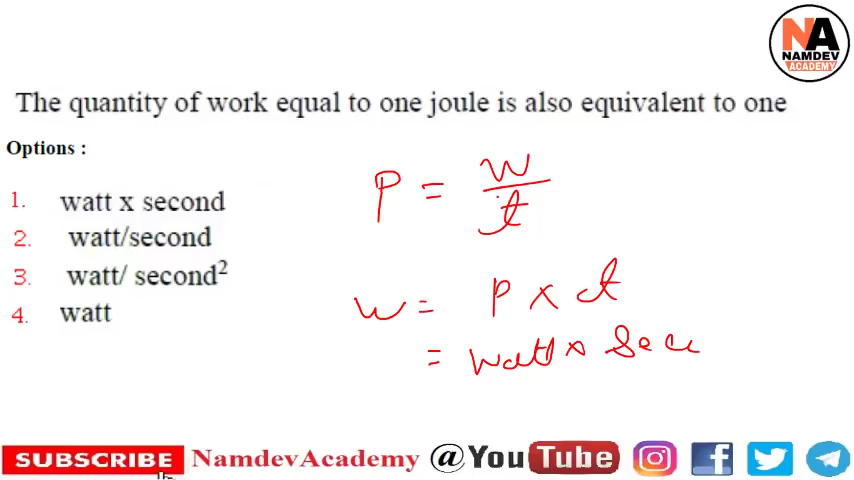 NA
NAMDEV
ACADEMY
The quantity of work equal to one joule is also equivalent to one
Options :
1. watt x second
2. watt/second
3. watt/ second²
4. watt
P = W/t
W = P x t
= watt x Sec
SUBSCRIBE NamdevAcademy @YouTube